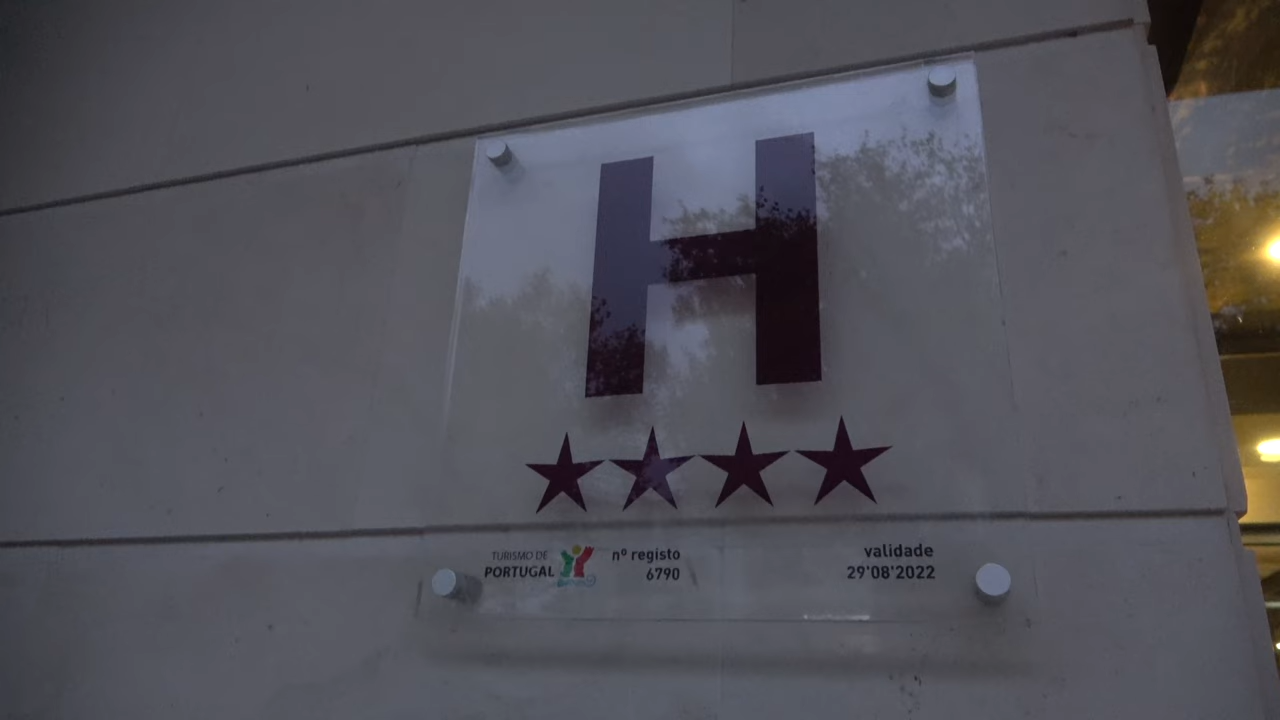 H
TURISMO DE
PORTUGAL
nº registo
6790
validade
29'08'2022